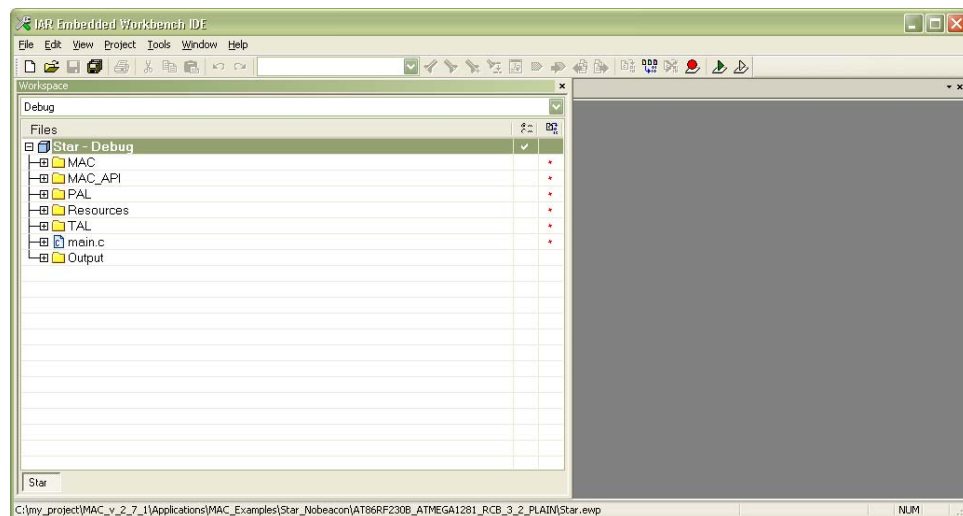 IAR Embedded Workbench IDE
File Edit View Project Tools Window Help
Workspace
Debug
Files
Star - Debug
MAC
MAC_API
PAL
Resources
TAL
main.c
Output
Star
C:\my_project\MAC_v_2_7_1\Applications\MAC_Examples\Star_Nobeacon\AT86RF230B_ATMEGA1281_RCB_3_2_PLAIN\Star.ewp NUM